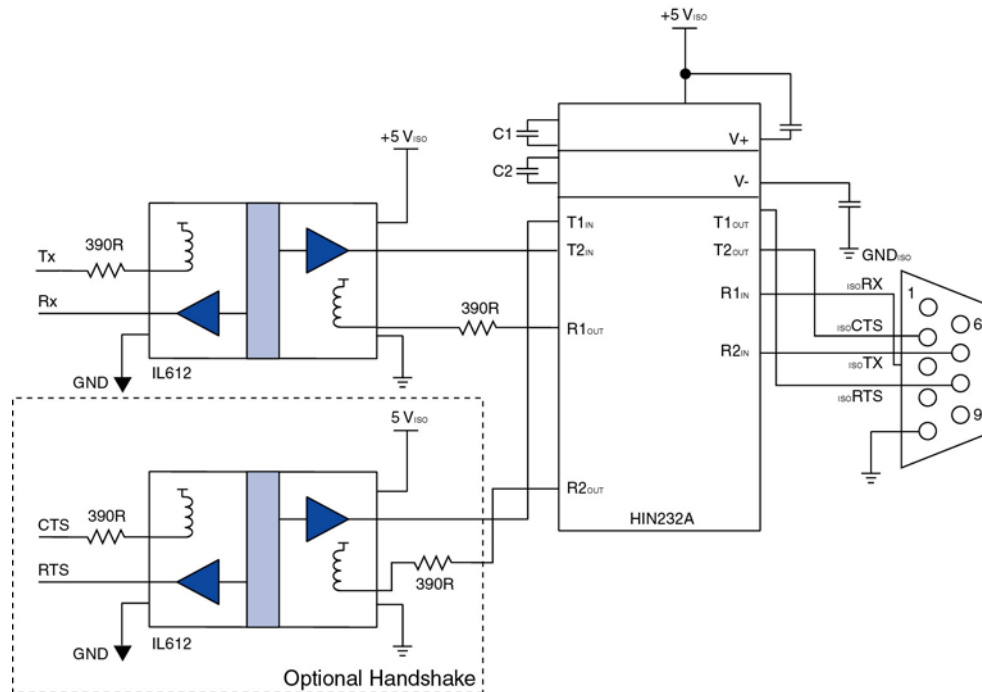 +5 VISO
C1
V+
C2
V-
+5 VISO
T1IN
T1OUT
390R
Tx
T2IN
T2OUT
GNDISO
Rx
R1IN
ISORX
1
6
390R
R1OUT
ISOCTS
R2IN
ISOTX
IL612
GND
ISORTS
9
5 VISO
R2OUT
HIN232A
CTS
390R
RTS
390R
IL612
GND
Optional Handshake